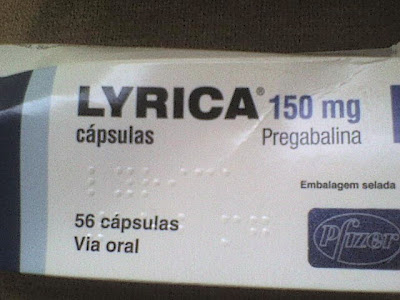 LYRICA® 150 mg
cápsulas Pregabalina
Embalagem selada
56 cápsulas
Via oral
Pfizer